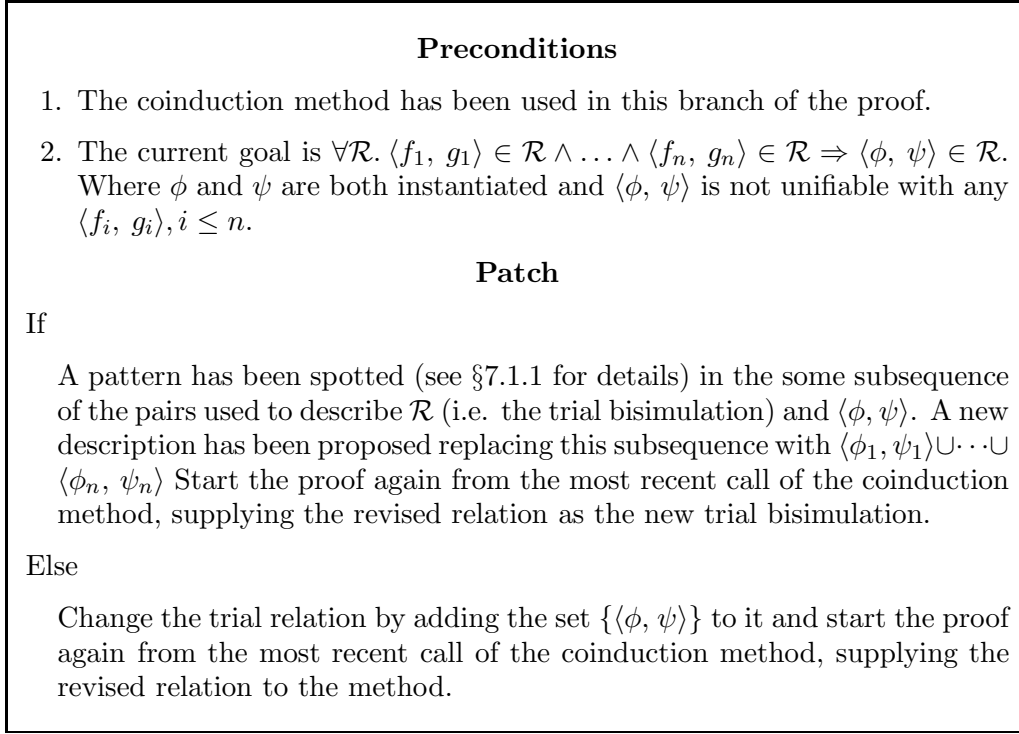 Preconditions
1. The coinduction method has been used in this branch of the proof.
2. The current goal is ∀ℛ. ⟨f₁, g₁⟩ ∈ ℛ ∧ … ∧ ⟨fₙ, gₙ⟩ ∈ ℛ ⇒ ⟨ϕ, ψ⟩ ∈ ℛ.
Where ϕ and ψ are both instantiated and ⟨ϕ, ψ⟩ is not unifiable with any
⟨fᵢ, gᵢ⟩, i ≤ n.
Patch
If
A pattern has been spotted (see §7.1.1 for details) in the some subsequence
of the pairs used to describe ℛ (i.e. the trial bisimulation) and ⟨ϕ, ψ⟩. A new
description has been proposed replacing this subsequence with ⟨ϕ₁, ψ₁⟩∪⋯∪
⟨ϕₙ, ψₙ⟩ Start the proof again from the most recent call of the coinduction
method, supplying the revised relation as the new trial bisimulation.
Else
Change the trial relation by adding the set {⟨ϕ, ψ⟩} to it and start the proof
again from the most recent call of the coinduction method, supplying the
revised relation to the method.